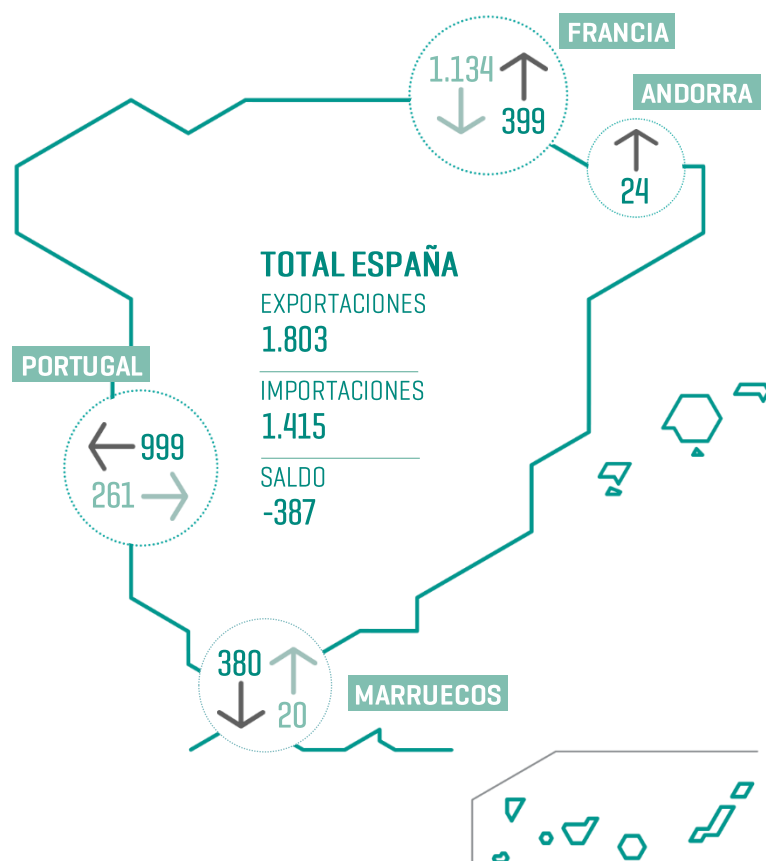 FRANCIA
1.134
399
ANDORRA
24
TOTAL ESPAÑA
EXPORTACIONES
1.803
IMPORTACIONES
1.415
SALDO
-387
PORTUGAL
999
261
380
20
MARRUECOS